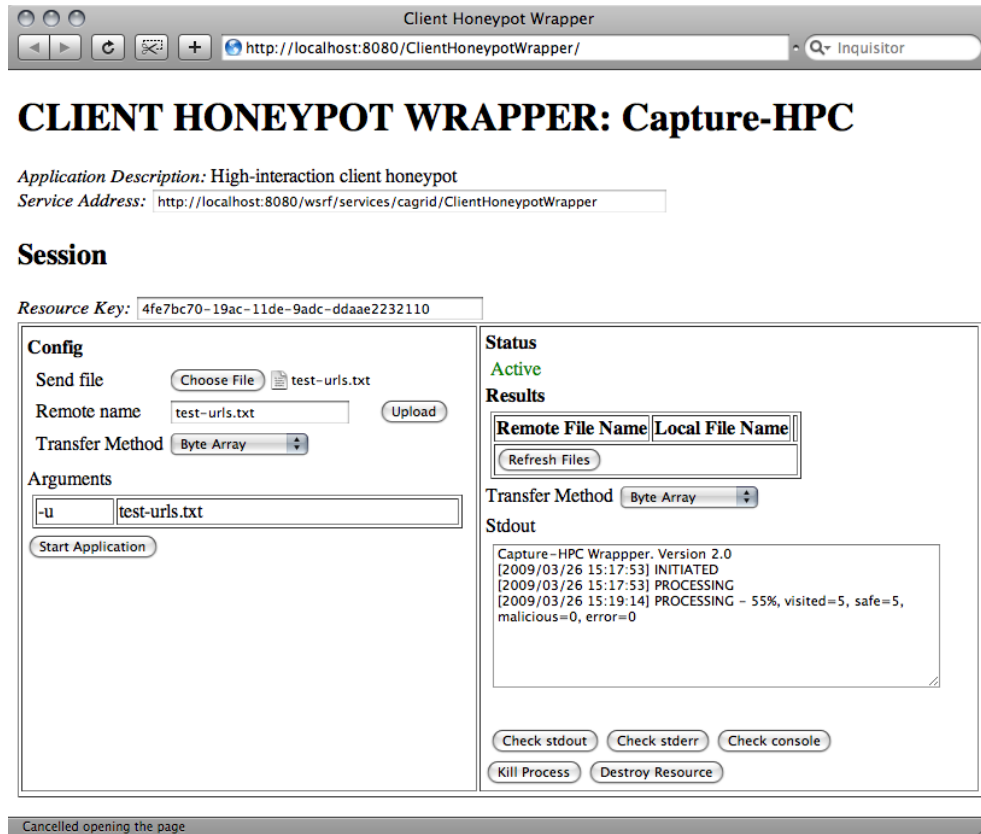 Client Honeypot Wrapper
http://localhost:8080/ClientHoneypotWrapper/
Inquisitor
CLIENT HONEYPOT WRAPPER: Capture-HPC
Application Description: High-interaction client honeypot
Service Address: http://localhost:8080/wsrf/services/cagrid/ClientHoneypotWrapper
Session
Resource Key: 4fe7bc70-19ac-11de-9adc-ddaae2232110
Config
Send file Choose File test-urls.txt
Remote name test-urls.txt Upload
Transfer Method Byte Array
Arguments
-u test-urls.txt
Start Application
Status
Active
Results
Remote File Name Local File Name
Refresh Files
Transfer Method Byte Array
Stdout
Capture-HPC Wrappper. Version 2.0
[2009/03/26 15:17:53] INITIATED
[2009/03/26 15:17:53] PROCESSING
[2009/03/26 15:19:14] PROCESSING - 55%, visited=5, safe=5,
malicious=0, error=0
Check stdout Check stderr Check console
Kill Process Destroy Resource
Cancelled opening the page